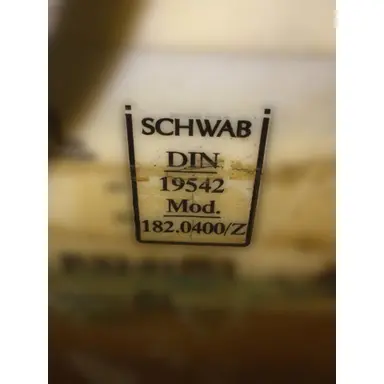 SCHWAB
DIN
19542
Mod.
182.0400/Z